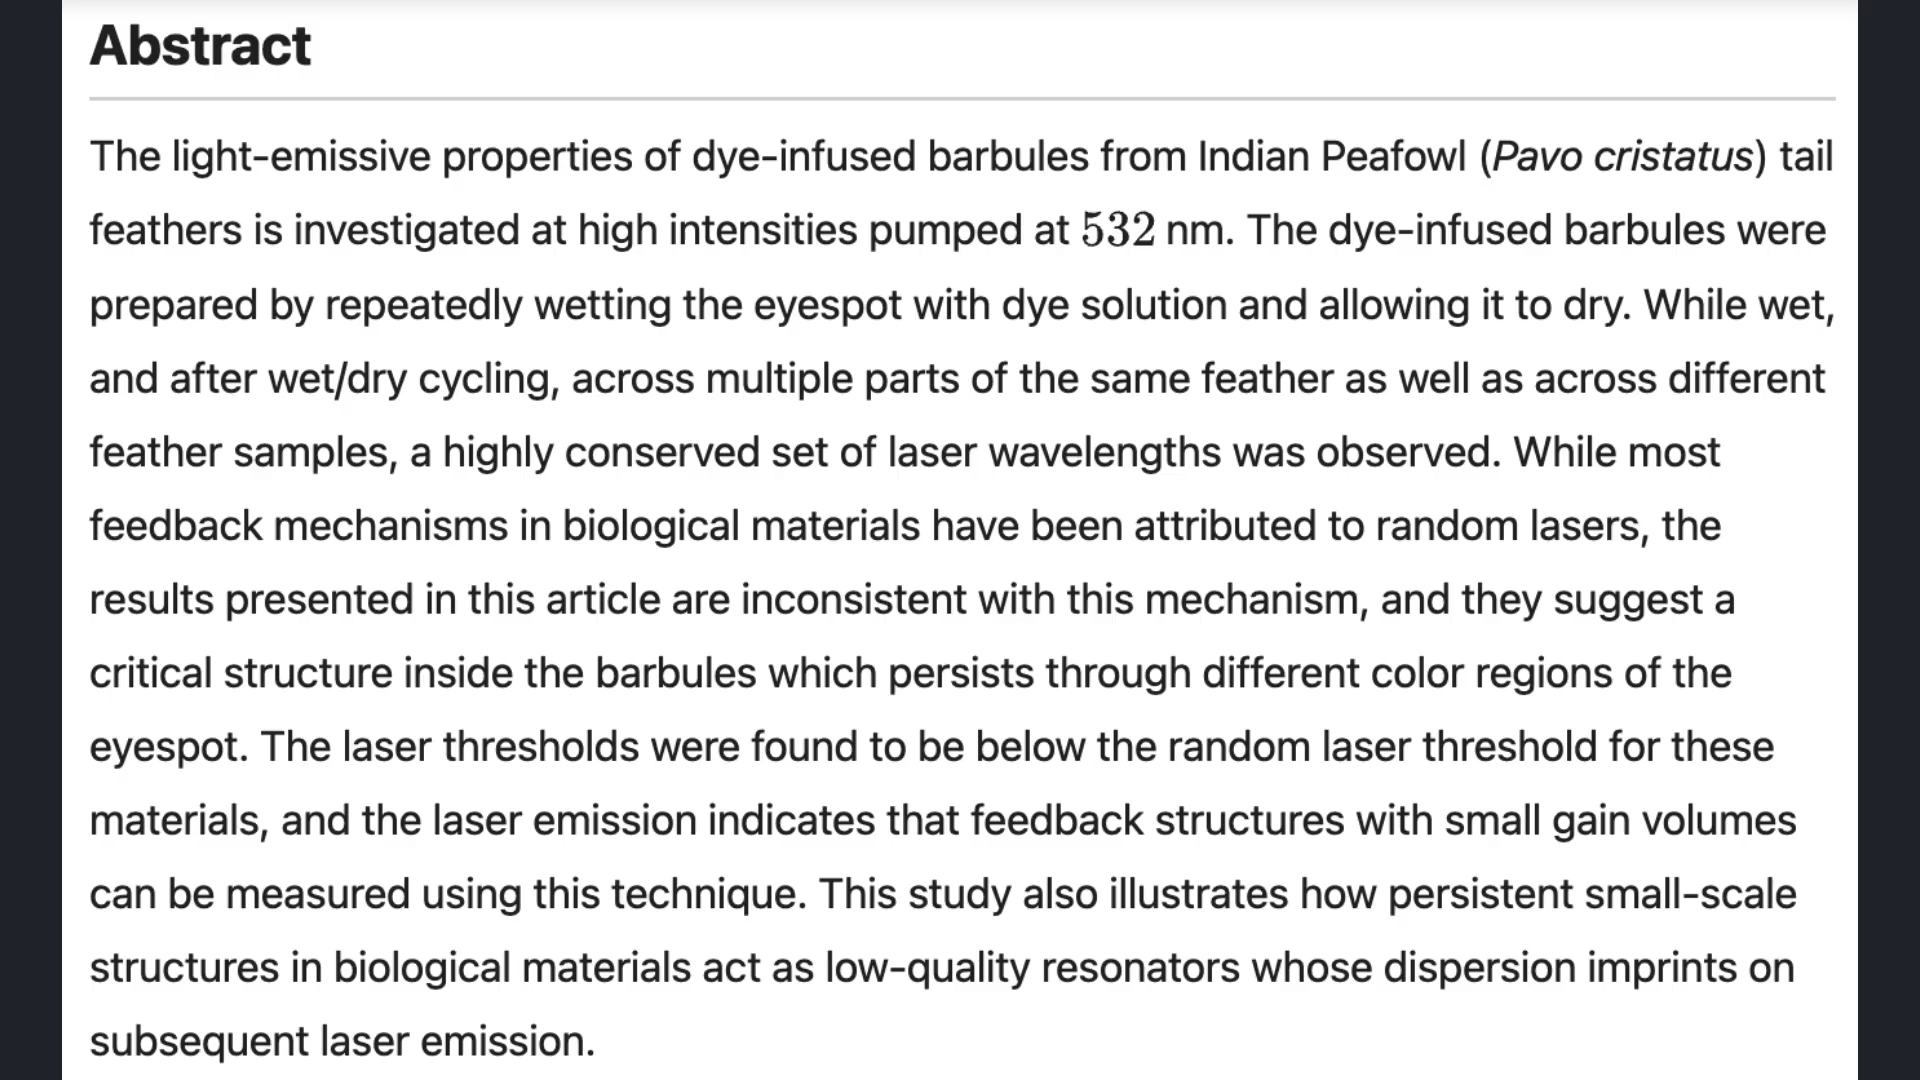 Abstract
The light-emissive properties of dye-infused barbules from Indian Peafowl (Pavo cristatus) tail
feathers is investigated at high intensities pumped at 532 nm. The dye-infused barbules were
prepared by repeatedly wetting the eyespot with dye solution and allowing it to dry. While wet,
and after wet/dry cycling, across multiple parts of the same feather as well as across different
feather samples, a highly conserved set of laser wavelengths was observed. While most
feedback mechanisms in biological materials have been attributed to random lasers, the
results presented in this article are inconsistent with this mechanism, and they suggest a
critical structure inside the barbules which persists through different color regions of the
eyespot. The laser thresholds were found to be below the random laser threshold for these
materials, and the laser emission indicates that feedback structures with small gain volumes
can be measured using this technique. This study also illustrates how persistent small-scale
structures in biological materials act as low-quality resonators whose dispersion imprints on
subsequent laser emission.